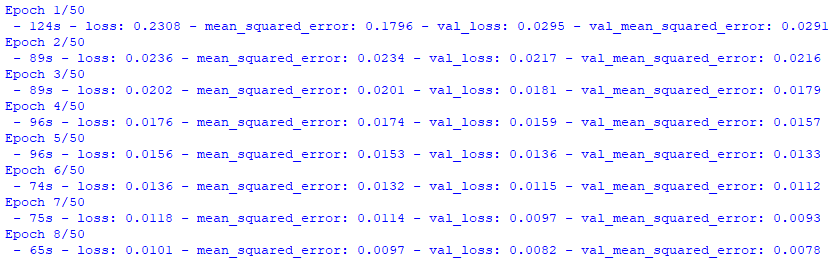 Epoch 1/50
- 124s - loss: 0.2308 - mean_squared_error: 0.1796 - val_loss: 0.0295 - val_mean_squared_error: 0.0291
Epoch 2/50
- 89s - loss: 0.0236 - mean_squared_error: 0.0234 - val_loss: 0.0217 - val_mean_squared_error: 0.0216
Epoch 3/50
- 89s - loss: 0.0202 - mean_squared_error: 0.0201 - val_loss: 0.0181 - val_mean_squared_error: 0.0179
Epoch 4/50
- 96s - loss: 0.0176 - mean_squared_error: 0.0174 - val_loss: 0.0159 - val_mean_squared_error: 0.0157
Epoch 5/50
- 96s - loss: 0.0156 - mean_squared_error: 0.0153 - val_loss: 0.0136 - val_mean_squared_error: 0.0133
Epoch 6/50
- 74s - loss: 0.0136 - mean_squared_error: 0.0132 - val_loss: 0.0115 - val_mean_squared_error: 0.0112
Epoch 7/50
- 75s - loss: 0.0118 - mean_squared_error: 0.0114 - val_loss: 0.0097 - val_mean_squared_error: 0.0093
Epoch 8/50
- 65s - loss: 0.0101 - mean_squared_error: 0.0097 - val_loss: 0.0082 - val_mean_squared_error: 0.0078